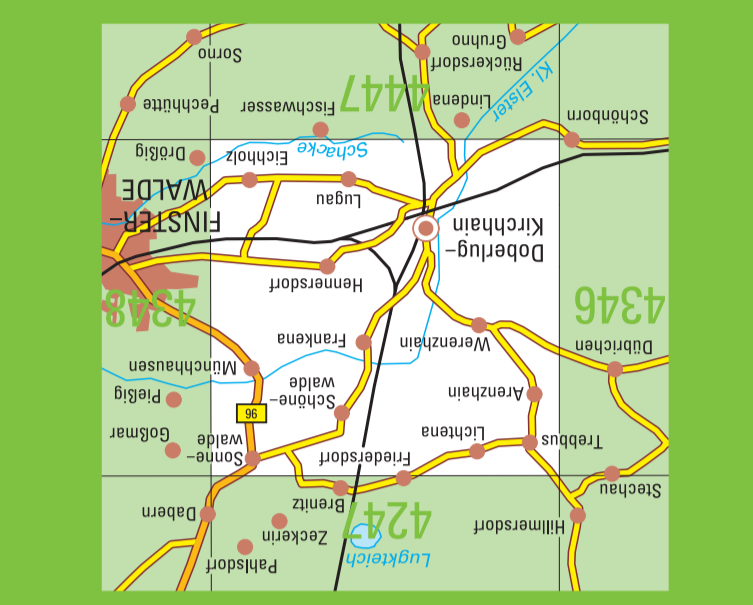 Pahlsdorf
Lugkteich
Zeckerin
Hillmersdorf
4247
Dabern
Brenitz
Stechau
Friedersdorf
Sonne-
walde
Trebbus
Lichtena
Goßmar
96
Schöne-
walde
Arenzhain
Pießig
Münchhausen
Dübrichen
Werenzhain
Frankena
4346
4348
Hennersdorf
Doberlug-
Kirchhain
FINSTER-
WALDE
Lugau
Eichholz
Drößig
Schacke
Schönborn
Lindena
Fischwasser
Pechhütte
Kl. Elster
4447
Rückersdorf
Gruhno
Sorno